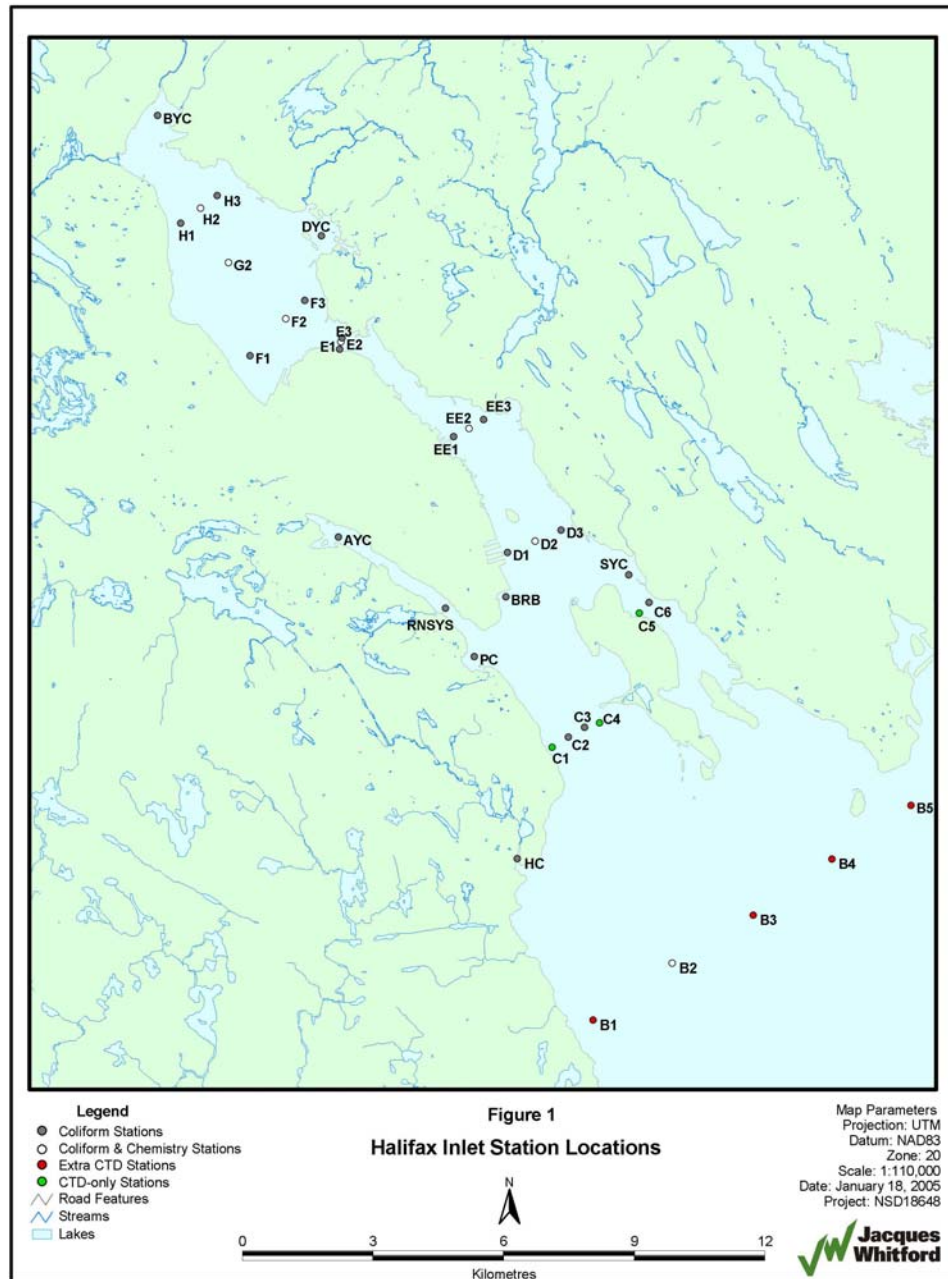 BYC
H3
H2
H1
DYC
G2
F3
F2
E3
E1 E2
F1
EE3
EE2
EE1
D3
D2
AYC
D1
SYC
BRB
C6
C5
RNSYS
PC
C3 C4
C2
C1
B5
HC
B4
B3
B2
B1
Legend
Coliform Stations
Coliform & Chemistry Stations
Extra CTD Stations
CTD-only Stations
Road Features
Streams
Lakes
Figure 1
Halifax Inlet Station Locations
N
0 3 6 9 12
Kilometres
Map Parameters
Projection: UTM
Datum: NAD83
Zone: 20
Scale: 1:110,000
Date: January 18, 2005
Project: NSD18648
Jacques
Whitford